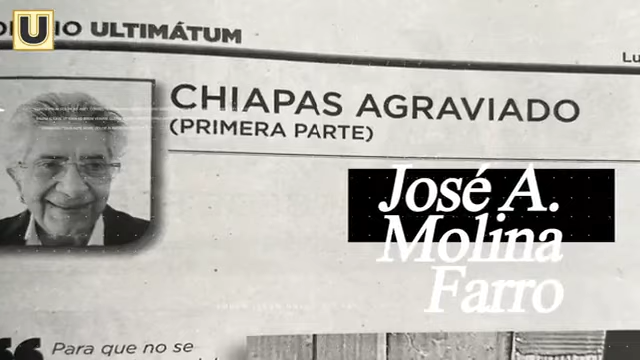 U
IO ULTIMÁTUM
Lu
CHIAPAS AGRAVIADO
(PRIMERA PARTE)
José A.
Molina
Farro
“ Para que no se